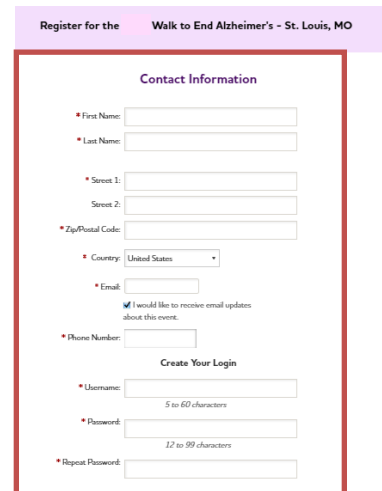 Register for the Walk to End Alzheimer's - St. Louis, MO
Contact Information
* First Name:
* Last Name:
* Street 1:
Street 2:
* Zip/Postal Code:
* Country: United States
* Email:
I would like to receive email updates
about this event.
* Phone Number:
Create Your Login
* Username:
5 to 60 characters
* Password:
12 to 99 characters
* Repeat Password: